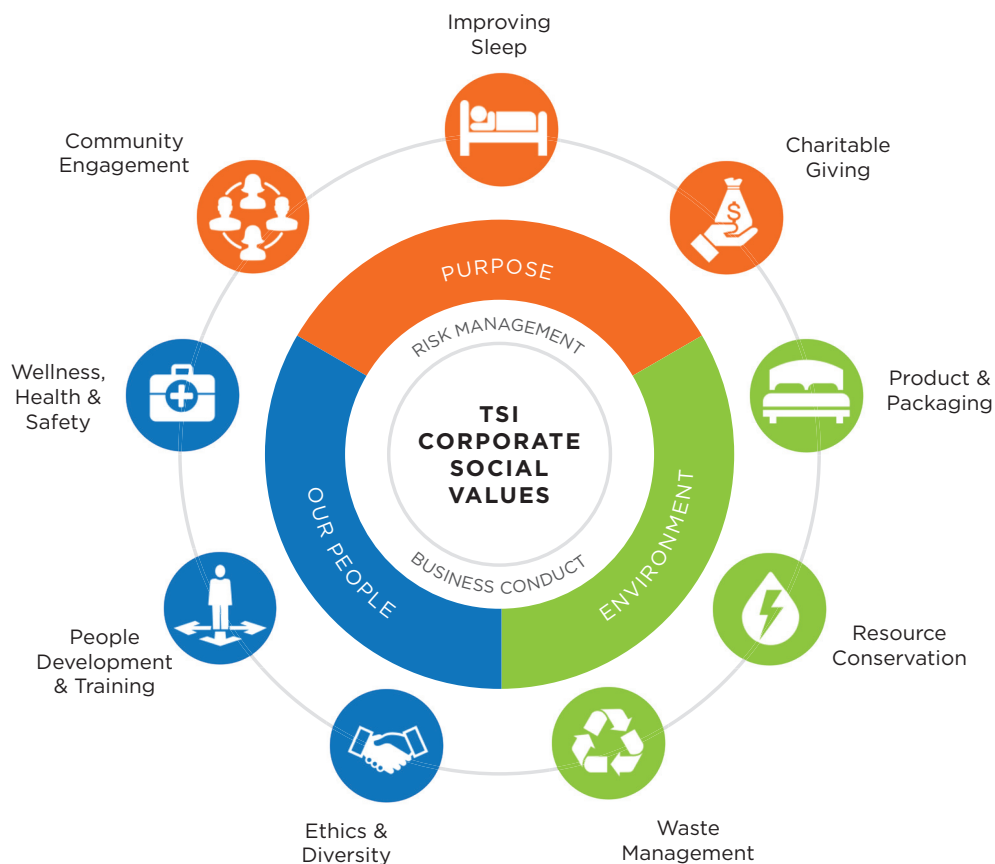 Improving
Sleep
Community
Engagement
Charitable
Giving
PURPOSE
RISK MANAGEMENT
Wellness,
Health &
Safety
Product &
Packaging
TSI
CORPORATE
SOCIAL
VALUES
OUR PEOPLE
BUSINESS CONDUCT
ENVIRONMENT
$
People
Development
& Training
Resource
Conservation
Ethics &
Diversity
Waste
Management